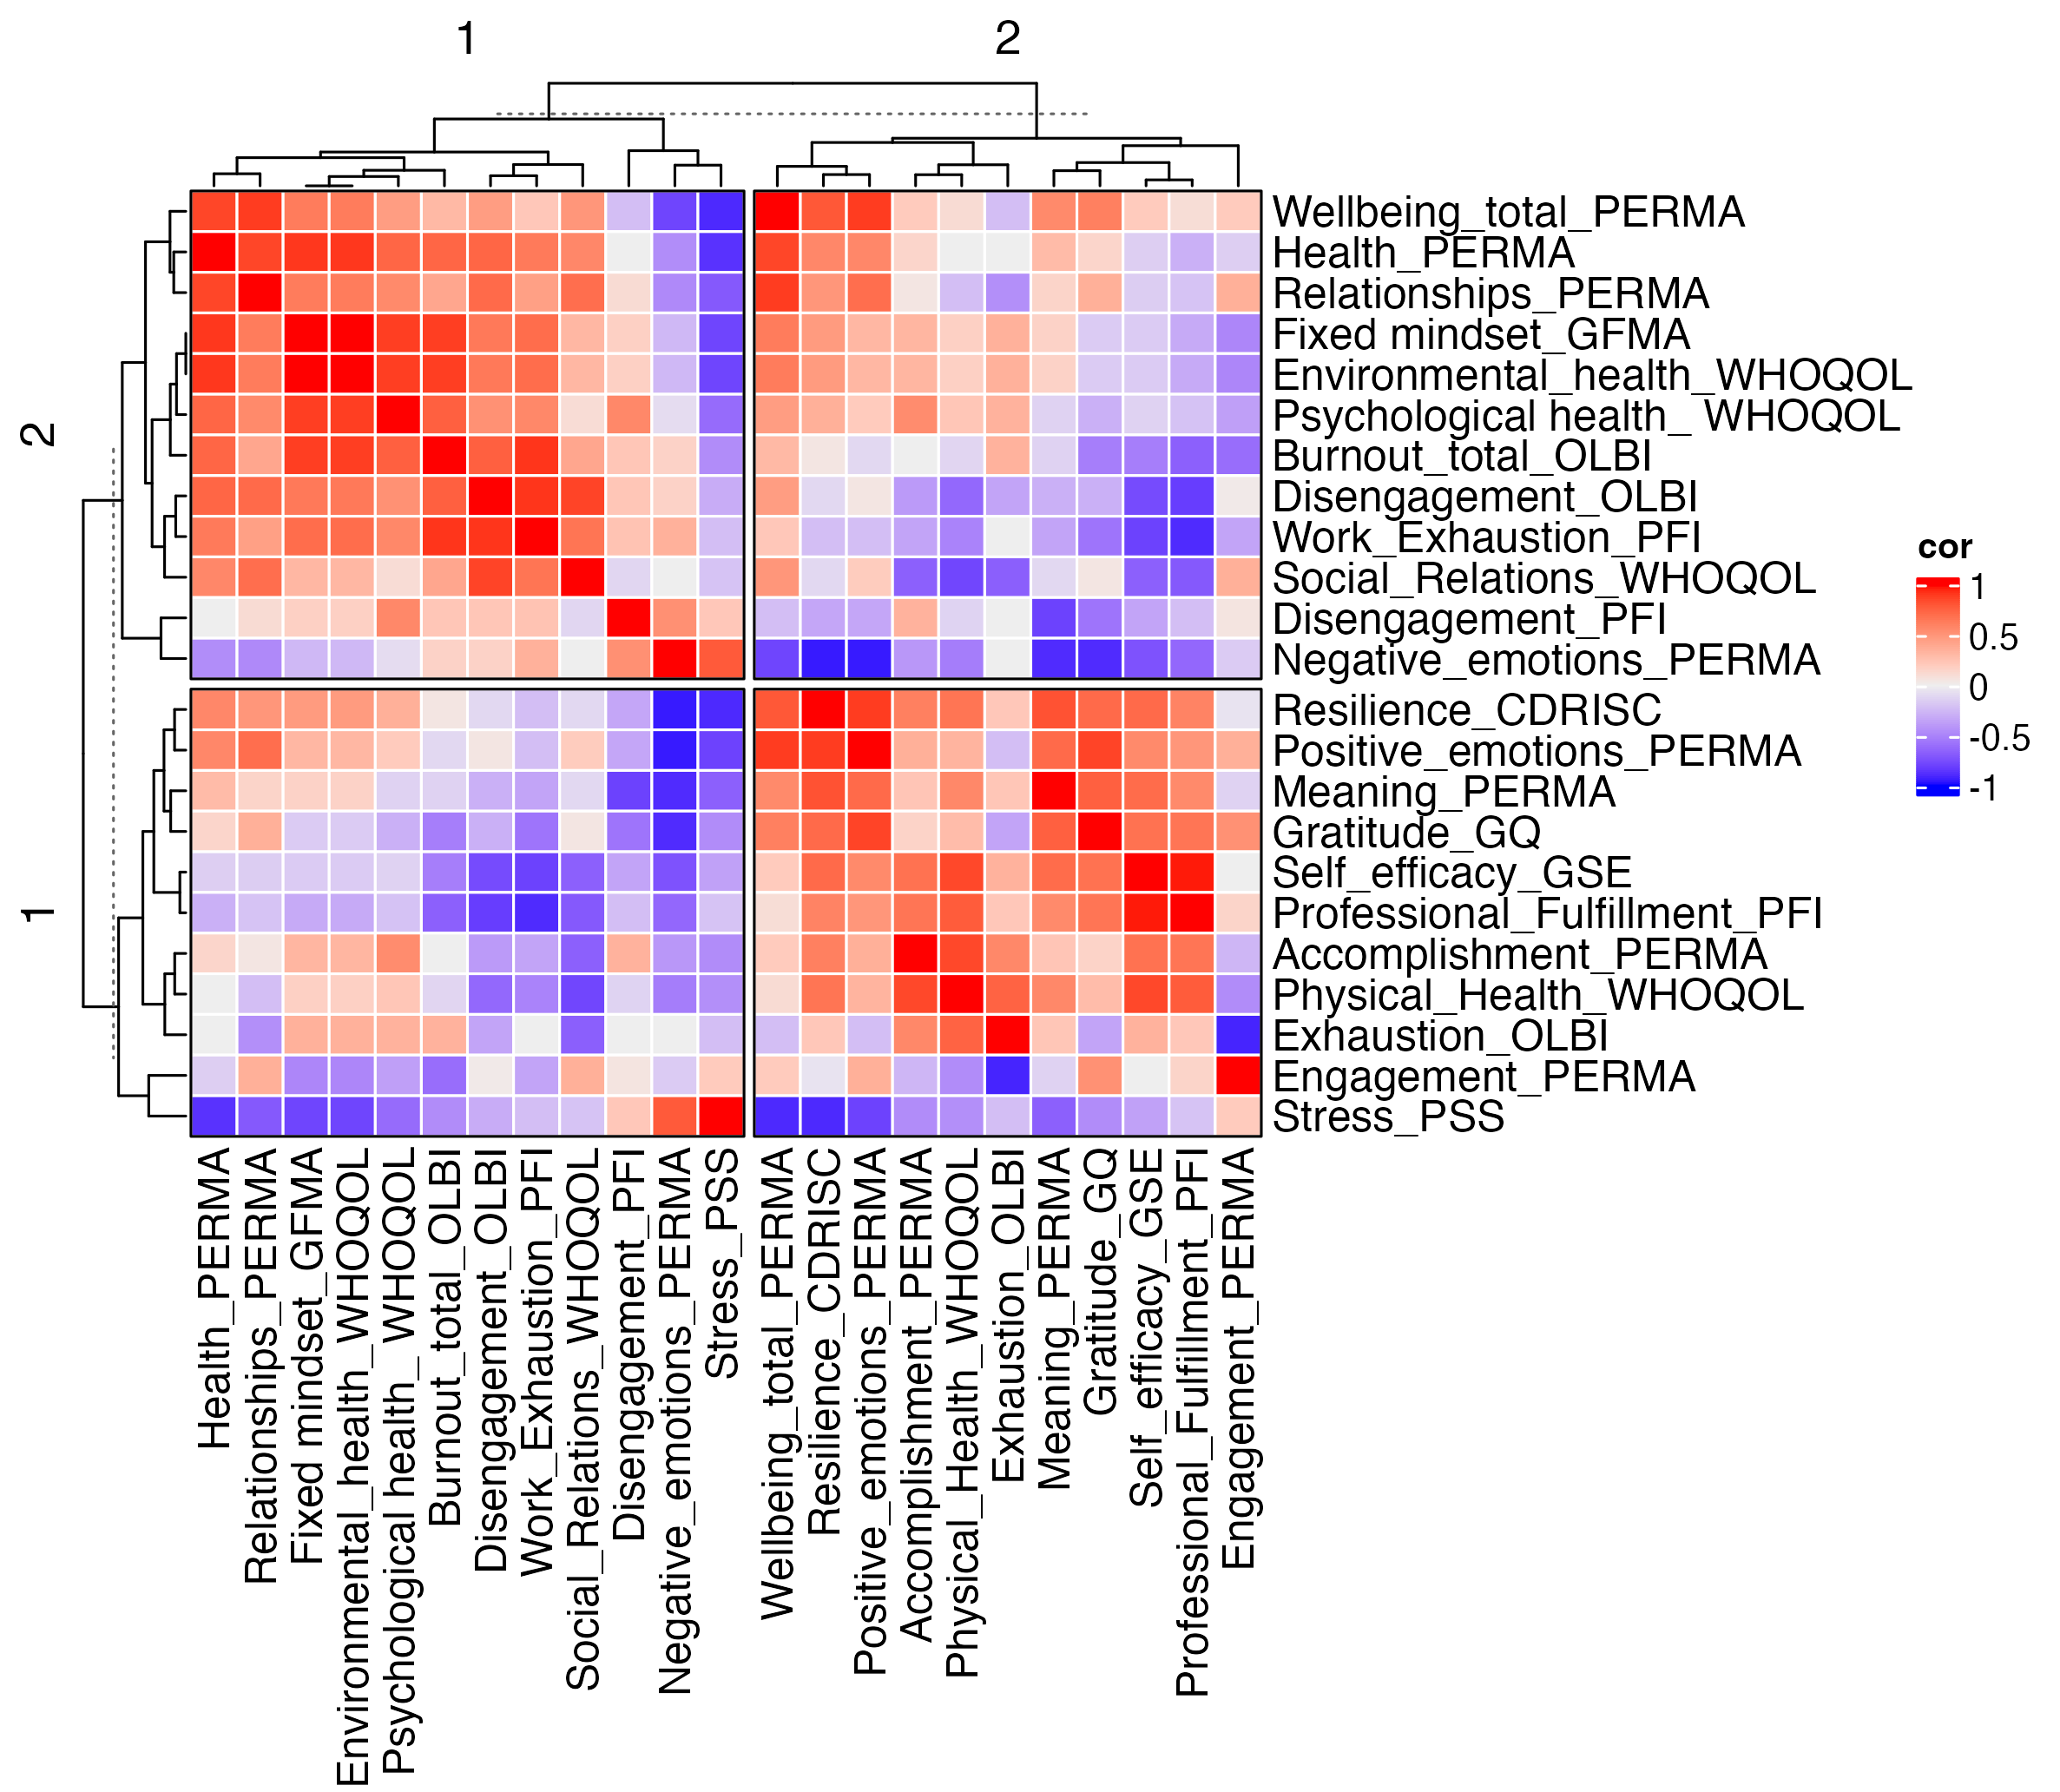 1
2
2
1
Wellbeing_total_PERMA
Health_PERMA
Relationships_PERMA
Fixed mindset_GFMA
Environmental_health_WHOQOL
Psychological health_ WHOQOL
Burnout_total_OLBI
Disengagement_OLBI
Work_Exhaustion_PFI
Social_Relations_WHOQOL
Disengagement_PFI
Negative_emotions_PERMA
Resilience_CDRISC
Positive_emotions_PERMA
Meaning_PERMA
Gratitude_GQ
Self_efficacy_GSE
Professional_Fulfillment_PFI
Accomplishment_PERMA
Physical_Health_WHOQOL
Exhaustion_OLBI
Engagement_PERMA
Stress_PSS
cor
1
0.5
0
-0.5
-1
Health_PERMA
Relationships_PERMA
Fixed mindset_GFMA
Environmental_health_WHOQOL
Psychological health_ WHOQOL
Burnout_total_OLBI
Disengagement_OLBI
Work_Exhaustion_PFI
Social_Relations_WHOQOL
Disengagement_PFI
Negative_emotions_PERMA
Stress_PSS
Wellbeing_total_PERMA
Resilience_CDRISC
Positive_emotions_PERMA
Accomplishment_PERMA
Physical_Health_WHOQOL
Exhaustion_OLBI
Meaning_PERMA
Gratitude_GQ
Self_efficacy_GSE
Professional_Fulfillment_PFI
Engagement_PERMA